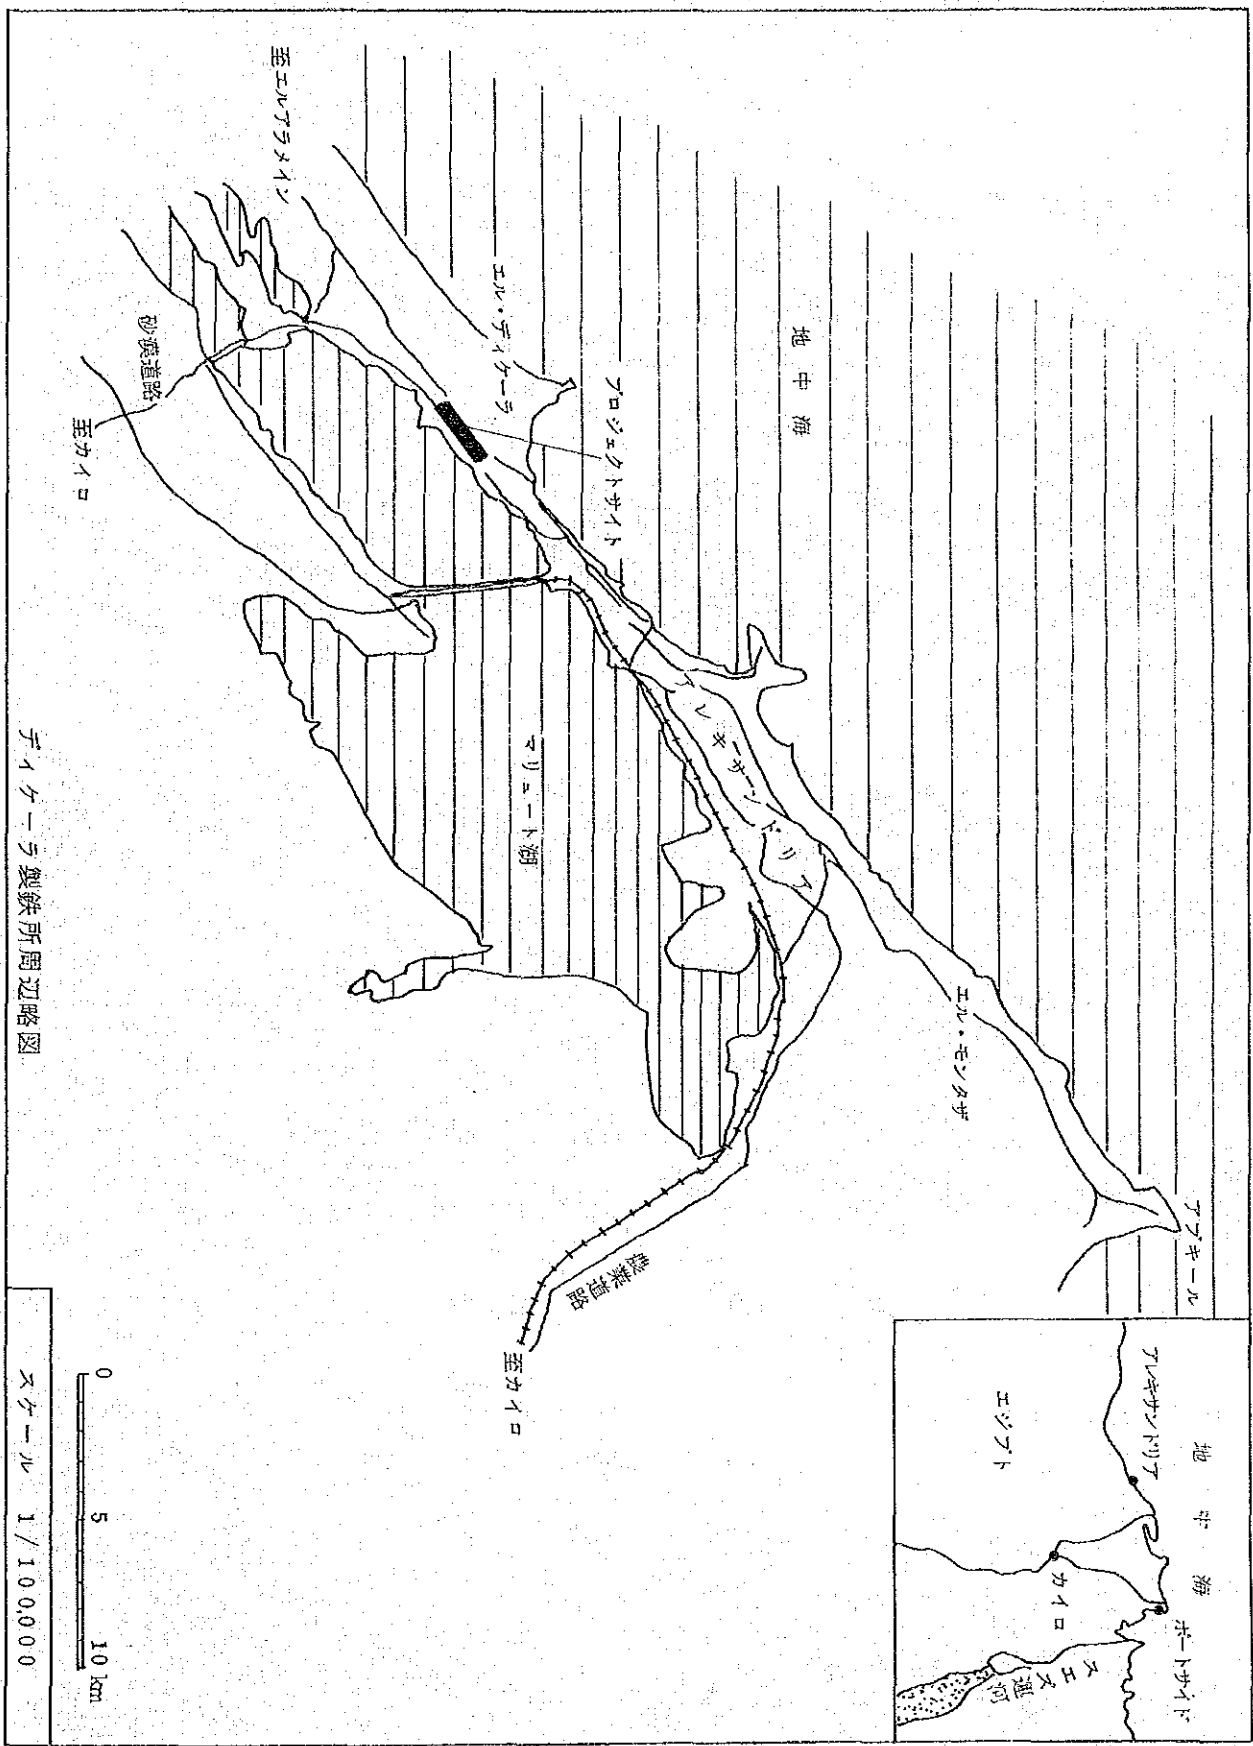 地中海
アブキール
エル・モンタザ
アレキサンドリア
エル・ディケーラ
プロジェクトサイト
マリュート湖
至エルアラメイン
砂漠道路
至カイロ
農業道路
至カイロ
地中海
アレキサンドリア
ポートサイド
エジプト
カイロ
スエズ運河
ディケーラ製鉄所周辺略図
0 5 10 km
スケール 1/100,000